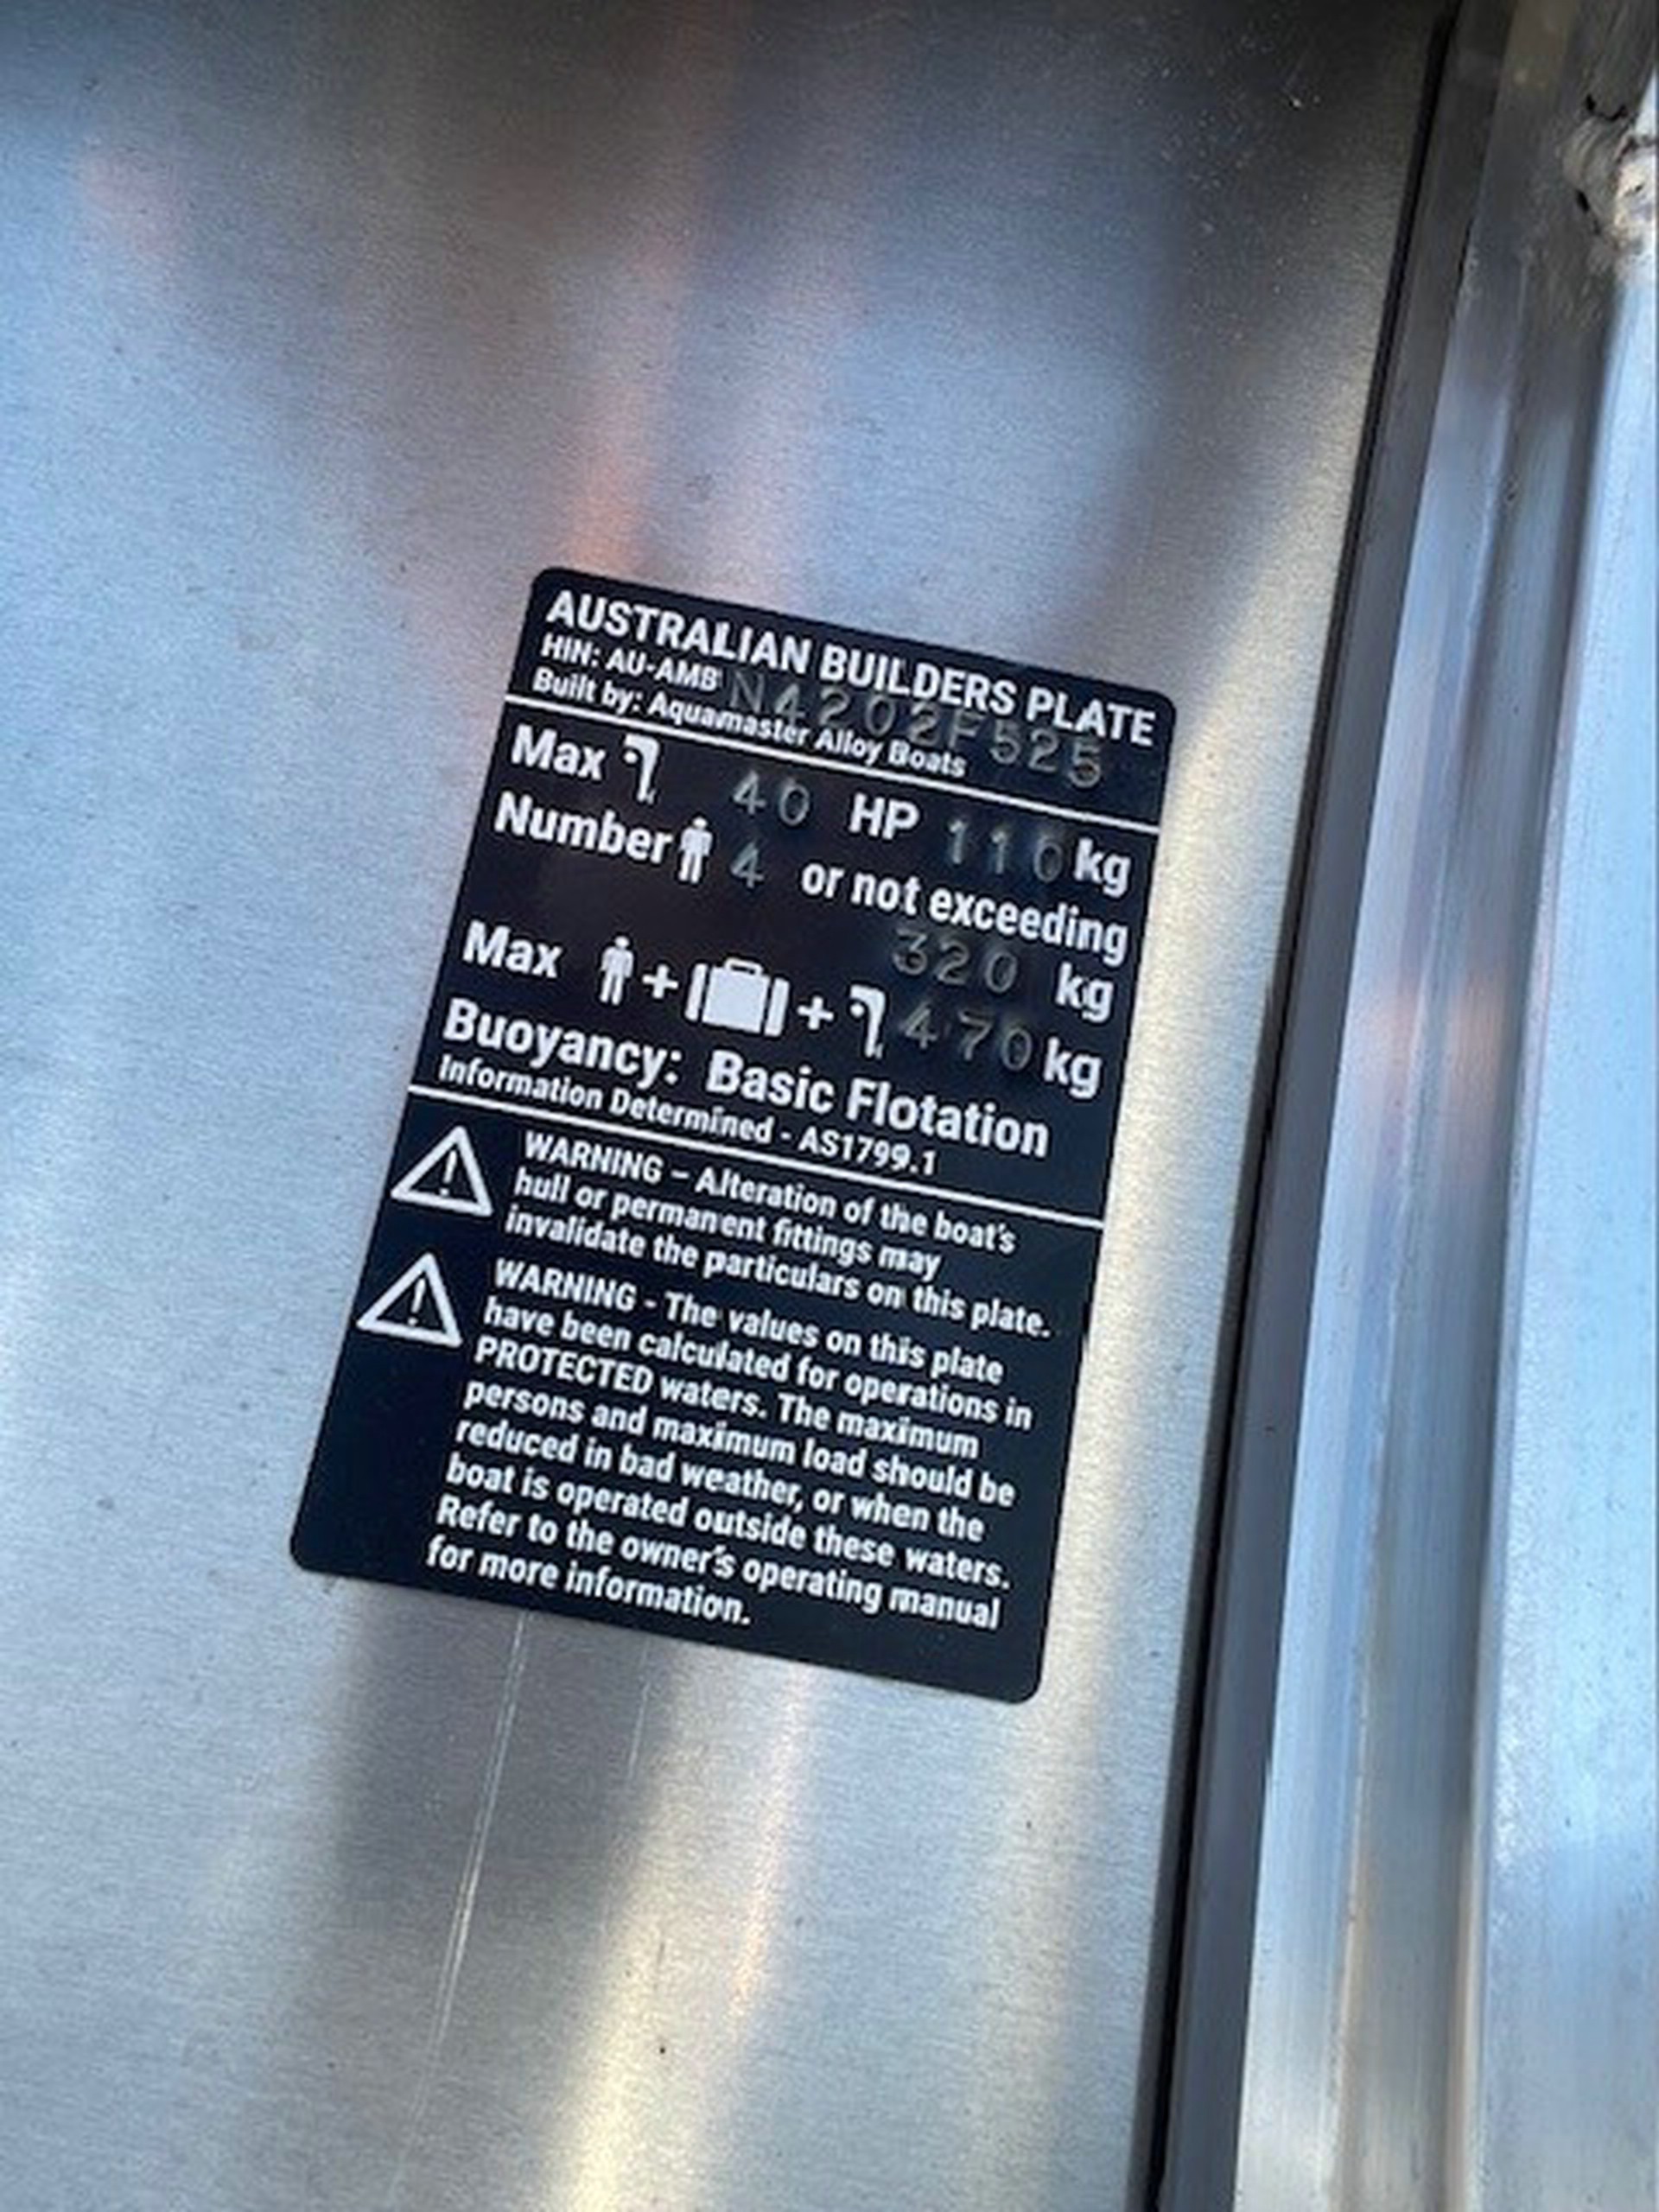 AUSTRALIAN BUILDERS PLATE
HIN: AU-AMB N4202F525
Built by: Aquamaster Alloy Boats
Max 40 HP 110 kg
Number 4 or not exceeding
320 kg
Max + + 470 kg
Buoyancy: Basic Flotation
Information Determined - AS1799.1
WARNING – Alteration of the boat's
hull or permanent fittings may
invalidate the particulars on this plate.
WARNING - The values on this plate
have been calculated for operations in
PROTECTED waters. The maximum
persons and maximum load should be
reduced in bad weather, or when the
boat is operated outside these waters.
Refer to the owner's operating manual
for more information.